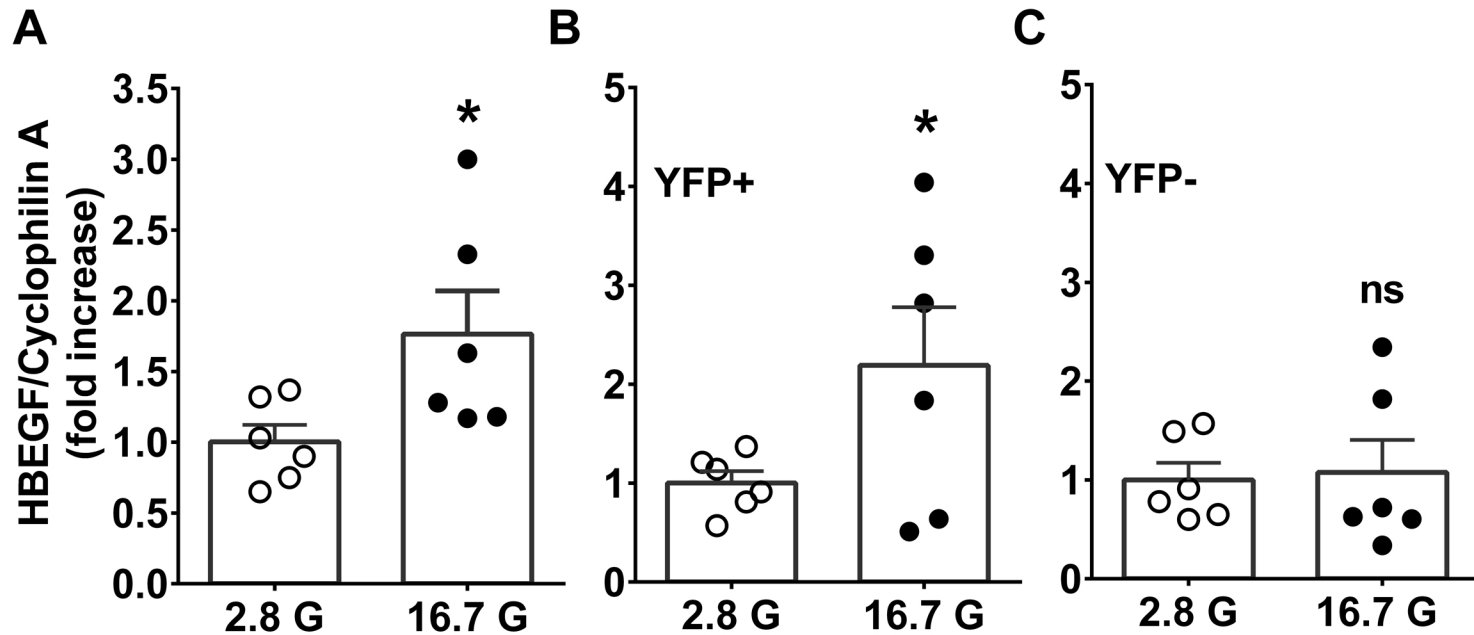 A
B
C
HBEGF/Cyclophilin A
(fold increase)
3.5
3.0
2.5
2.0
1.5
1.0
0.5
0.0
*
2.8 G
16.7 G
5
4
3
2
1
0
YFP+
*
2.8 G
16.7 G
5
4
3
2
1
0
YFP-
ns
2.8 G
16.7 G